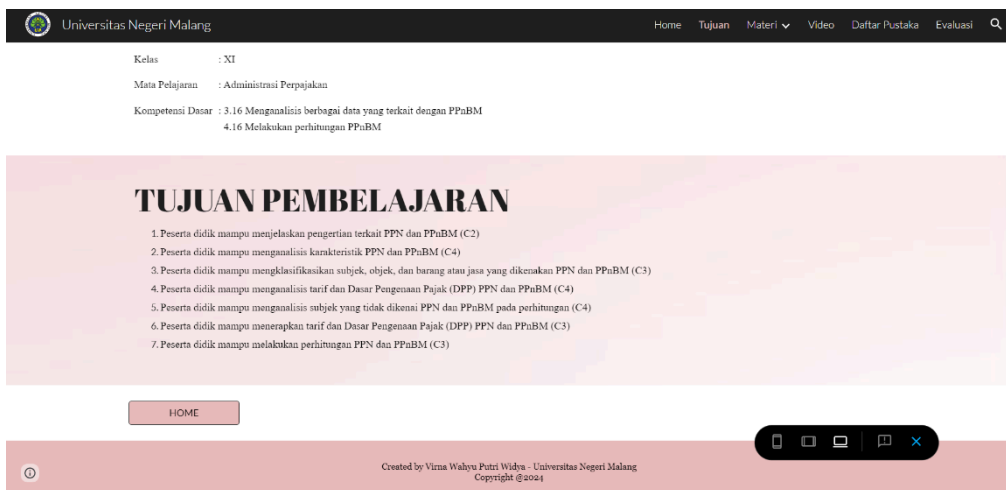 Universitas Negeri Malang
Home Tujuan Materi Video Daftar Pustaka Evaluasi
Kelas : XI
Mata Pelajaran : Administrasi Perpajakan
Kompetensi Dasar : 3.16 Menganalisis berbagai data yang terkait dengan PPnBM
4.16 Melakukan perhitungan PPnBM
TUJUAN PEMBELAJARAN
1. Peserta didik mampu menjelaskan pengertian terkait PPN dan PPnBM (C2)
2. Peserta didik mampu menganalisis karakteristik PPN dan PPnBM (C4)
3. Peserta didik mampu mengklasifikasikan subjek, objek, dan barang atau jasa yang dikenakan PPN dan PPnBM (C3)
4. Peserta didik mampu menganalisis tarif dan Dasar Pengenaan Pajak (DPP) PPN dan PPnBM (C4)
5. Peserta didik mampu menganalisis subjek yang tidak dikenai PPN dan PPnBM pada perhitungan (C4)
6. Peserta didik mampu menerapkan tarif dan Dasar Pengenaan Pajak (DPP) PPN dan PPnBM (C3)
7. Peserta didik mampu melakukan perhitungan PPN dan PPnBM (C3)
HOME
Created by Virna Wahyu Putri Widya - Universitas Negeri Malang
Copyright @2024